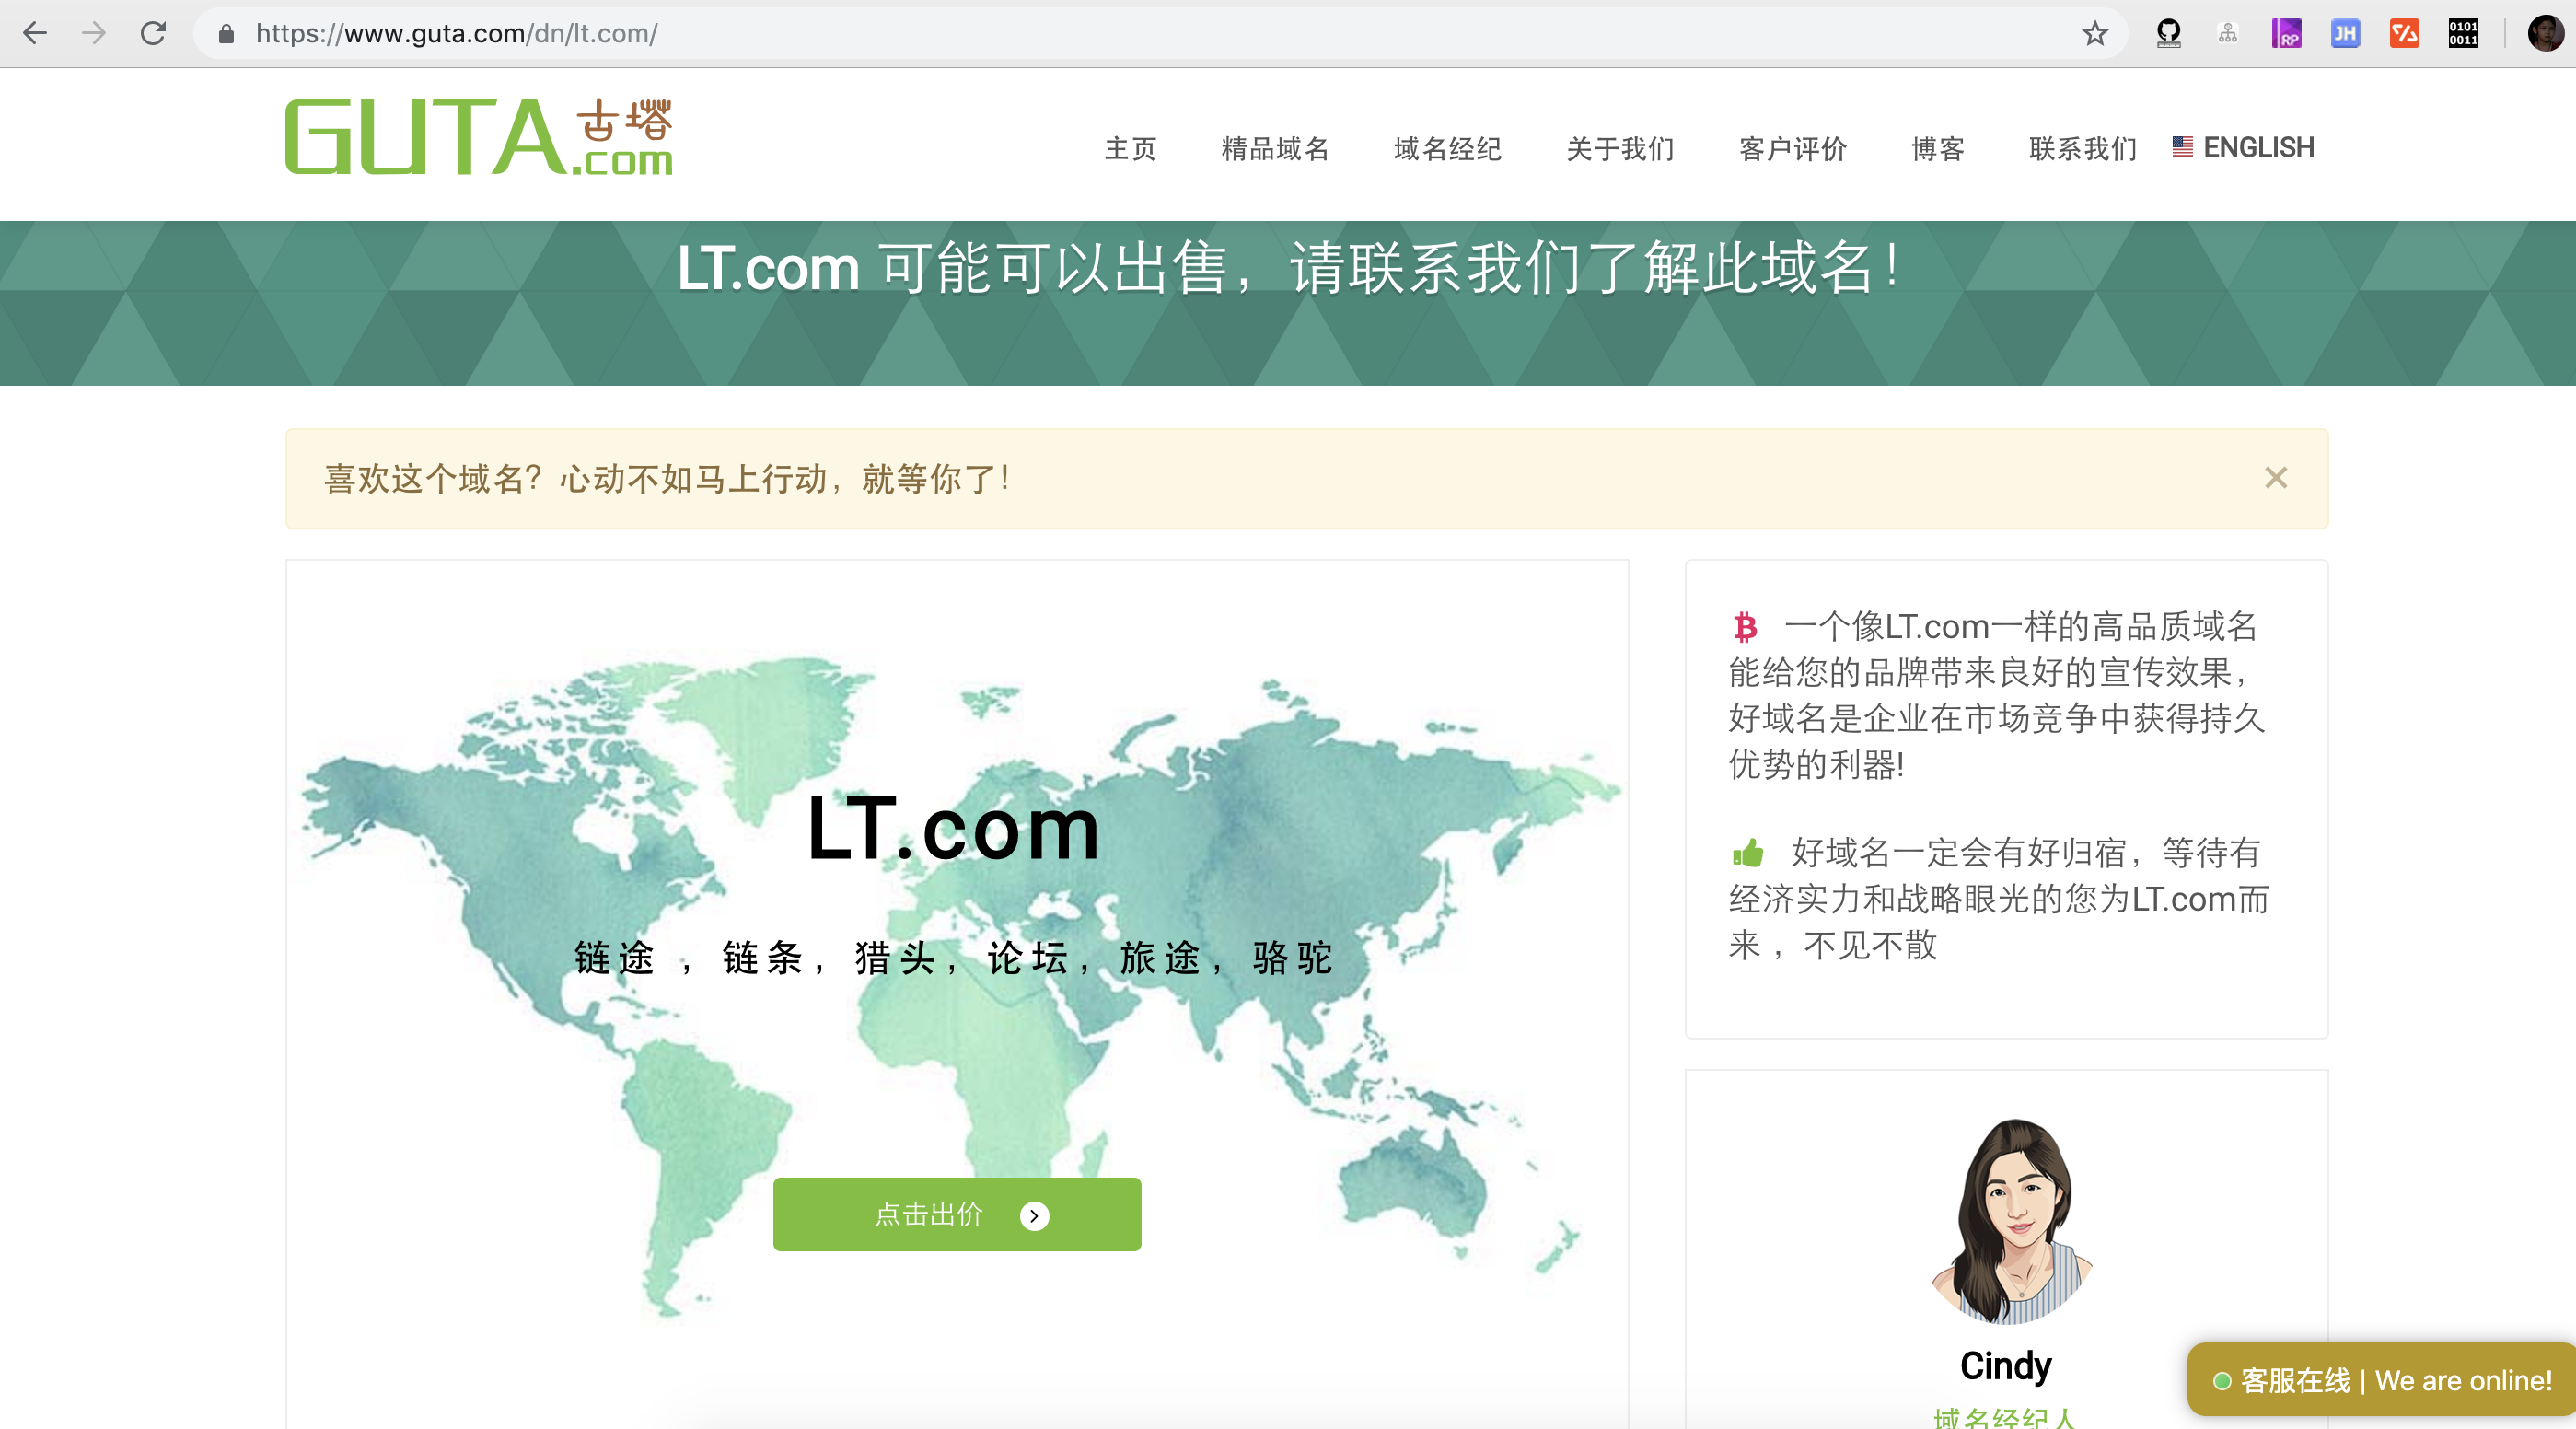 https://www.guta.com/dn/lt.com/
RP
JH
0101
0011
GUTA古塔.com
主页 精品域名 域名经纪 关于我们 客户评价 博客 联系我们 ENGLISH
LT.com 可能可以出售，请联系我们了解此域名！
喜欢这个域名？心动不如马上行动，就等你了！
×
LT.com
链途 ， 链条， 猎头， 论坛， 旅途， 骆驼
点击出价
一个像LT.com一样的高品质域名
能给您的品牌带来良好的宣传效果，
好域名是企业在市场竞争中获得持久
优势的利器!
好域名一定会有好归宿，等待有
经济实力和战略眼光的您为LT.com而
来 ，不见不散
Cindy
域名经纪人
客服在线 | We are online!